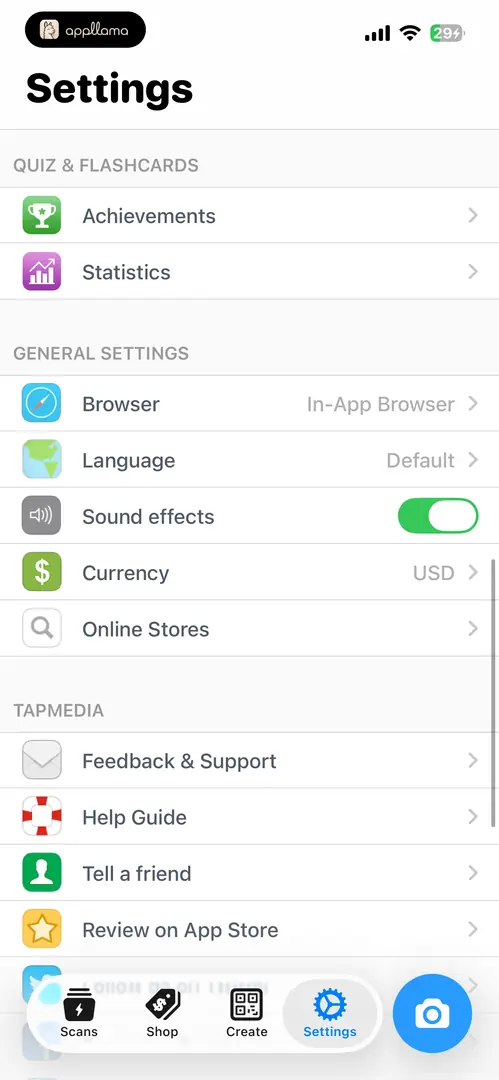 appllama
29
Settings
QUIZ & FLASHCARDS
Achievements
Statistics
GENERAL SETTINGS
Browser In-App Browser
Language Default
Sound effects
Currency USD
Online Stores
TAPMEDIA
Feedback & Support
Help Guide
Tell a friend
Review on App Store
Scans Shop Create Settings